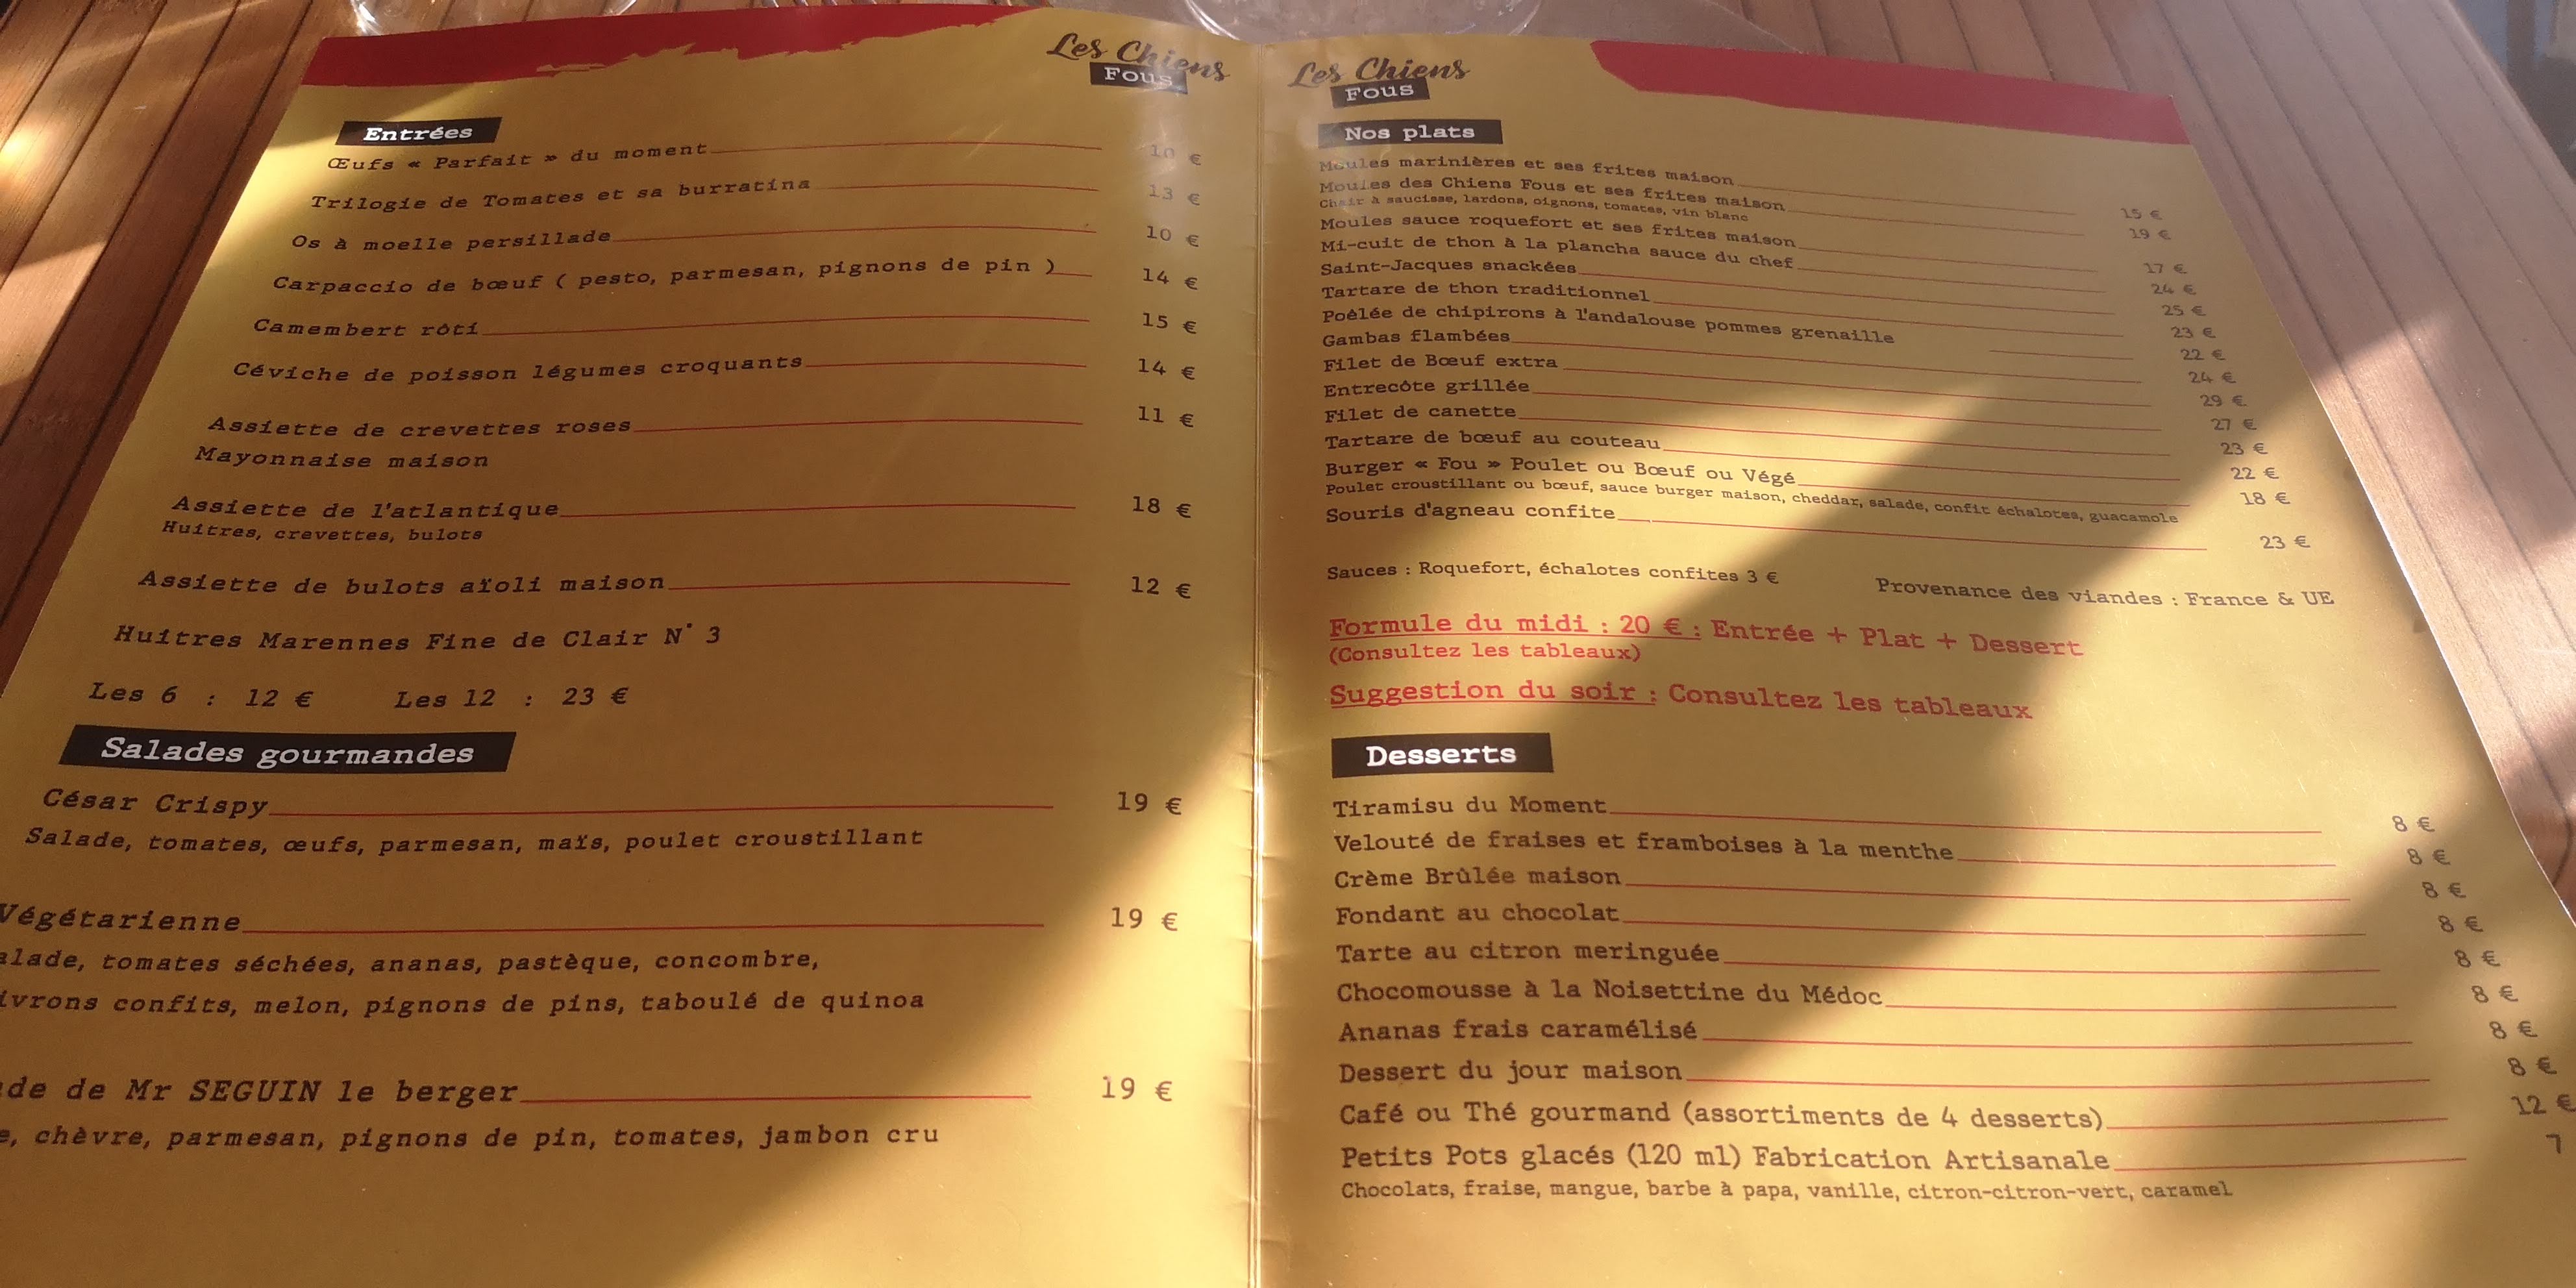 Les Chiens
Fous
Entrées
Œufs « Parfait » du moment 10 €
Trilogie de Tomates et sa burratina 13 €
Os à moelle persillade 10 €
Carpaccio de bœuf ( pesto, parmesan, pignons de pin ) 14 €
Camembert rôti 15 €
Céviche de poisson légumes croquants 14 €
Assiette de crevettes roses 11 €
Mayonnaise maison
Assiette de l'atlantique 18 €
Huitres, crevettes, bulots
Assiette de bulots aïoli maison 12 €
Huitres Marennes Fine de Clair N° 3
Les 6 : 12 € Les 12 : 23 €
Salades gourmandes
César Crispy 19 €
Salade, tomates, œufs, parmesan, maïs, poulet croustillant
Végétarienne 19 €
alade, tomates séchées, ananas, pastèque, concombre,
ivrons confits, melon, pignons de pins, taboulé de quinoa
de de Mr SEGUIN le berger 19 €
e, chèvre, parmesan, pignons de pin, tomates, jambon cru
Les Chiens
Fous
Nos plats
Moules marinières et ses frites maison 15 €
Moules des Chiens Fous et ses frites maison 19 €
Chair à saucisse, lardons, oignons, tomates, vin blanc
Moules sauce roquefort et ses frites maison 17 €
Mi-cuit de thon à la plancha sauce du chef 24 €
Saint-Jacques snackées 25 €
Tartare de thon traditionnel 23 €
Poêlée de chipirons à l'andalouse pommes grenaille 22 €
Gambas flambées 24 €
Filet de Bœuf extra 29 €
Entrecôte grillée 27 €
Filet de canette 23 €
Tartare de bœuf au couteau 22 €
Burger « Fou » Poulet ou Bœuf ou Végé 18 €
Poulet croustillant ou bœuf, sauce burger maison, cheddar, salade, confit échalotes, guacamole
Souris d'agneau confite 23 €
Sauces : Roquefort, échalotes confites 3 € Provenance des viandes : France & UE
Formule du midi : 20 € : Entrée + Plat + Dessert
(Consultez les tableaux)
Suggestion du soir : Consultez les tableaux
Desserts
Tiramisu du Moment 8 €
Velouté de fraises et framboises à la menthe 8 €
Crème Brûlée maison 8 €
Fondant au chocolat 8 €
Tarte au citron meringuée 8 €
Chocomousse à la Noisettine du Médoc 8 €
Ananas frais caramélisé 8 €
Dessert du jour maison 8 €
Café ou Thé gourmand (assortiments de 4 desserts) 12 €
Petits Pots glacés (120 ml) Fabrication Artisanale 7
Chocolats, fraise, mangue, barbe à papa, vanille, citron-citron-vert, caramel